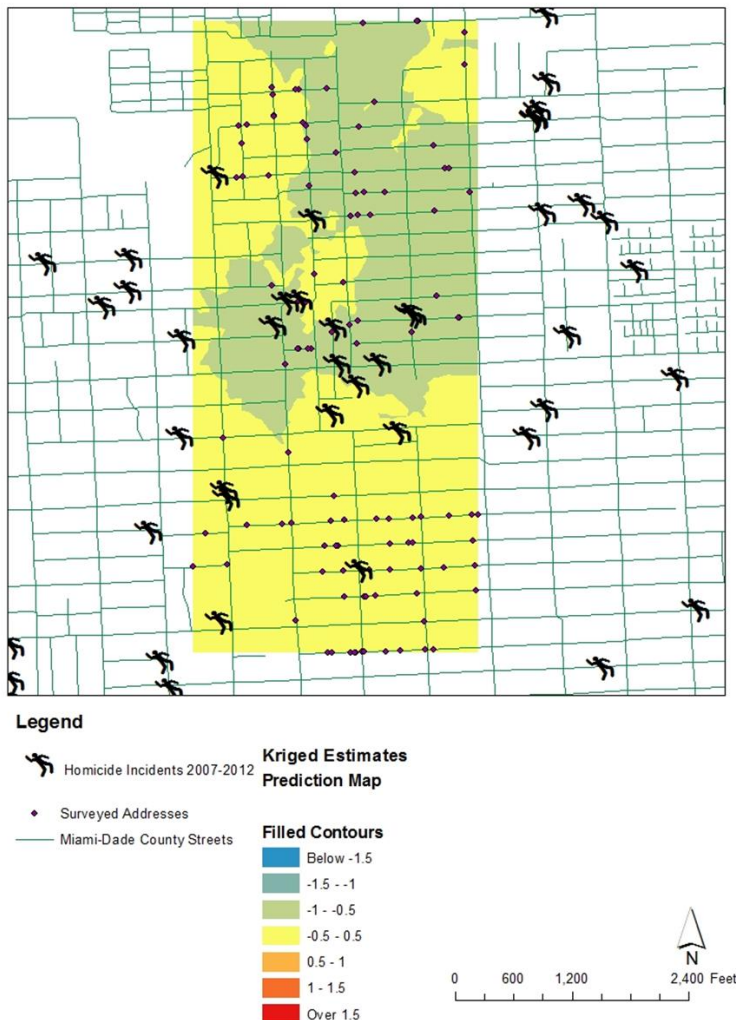 Legend
Homicide Incidents 2007-2012
Surveyed Addresses
Miami-Dade County Streets
Kriged Estimates
Prediction Map
Filled Contours
Below -1.5
-1.5 - -1
-1 - -0.5
-0.5 - 0.5
0.5 - 1
1 - 1.5
Over 1.5
N
0 600 1,200 2,400 Feet